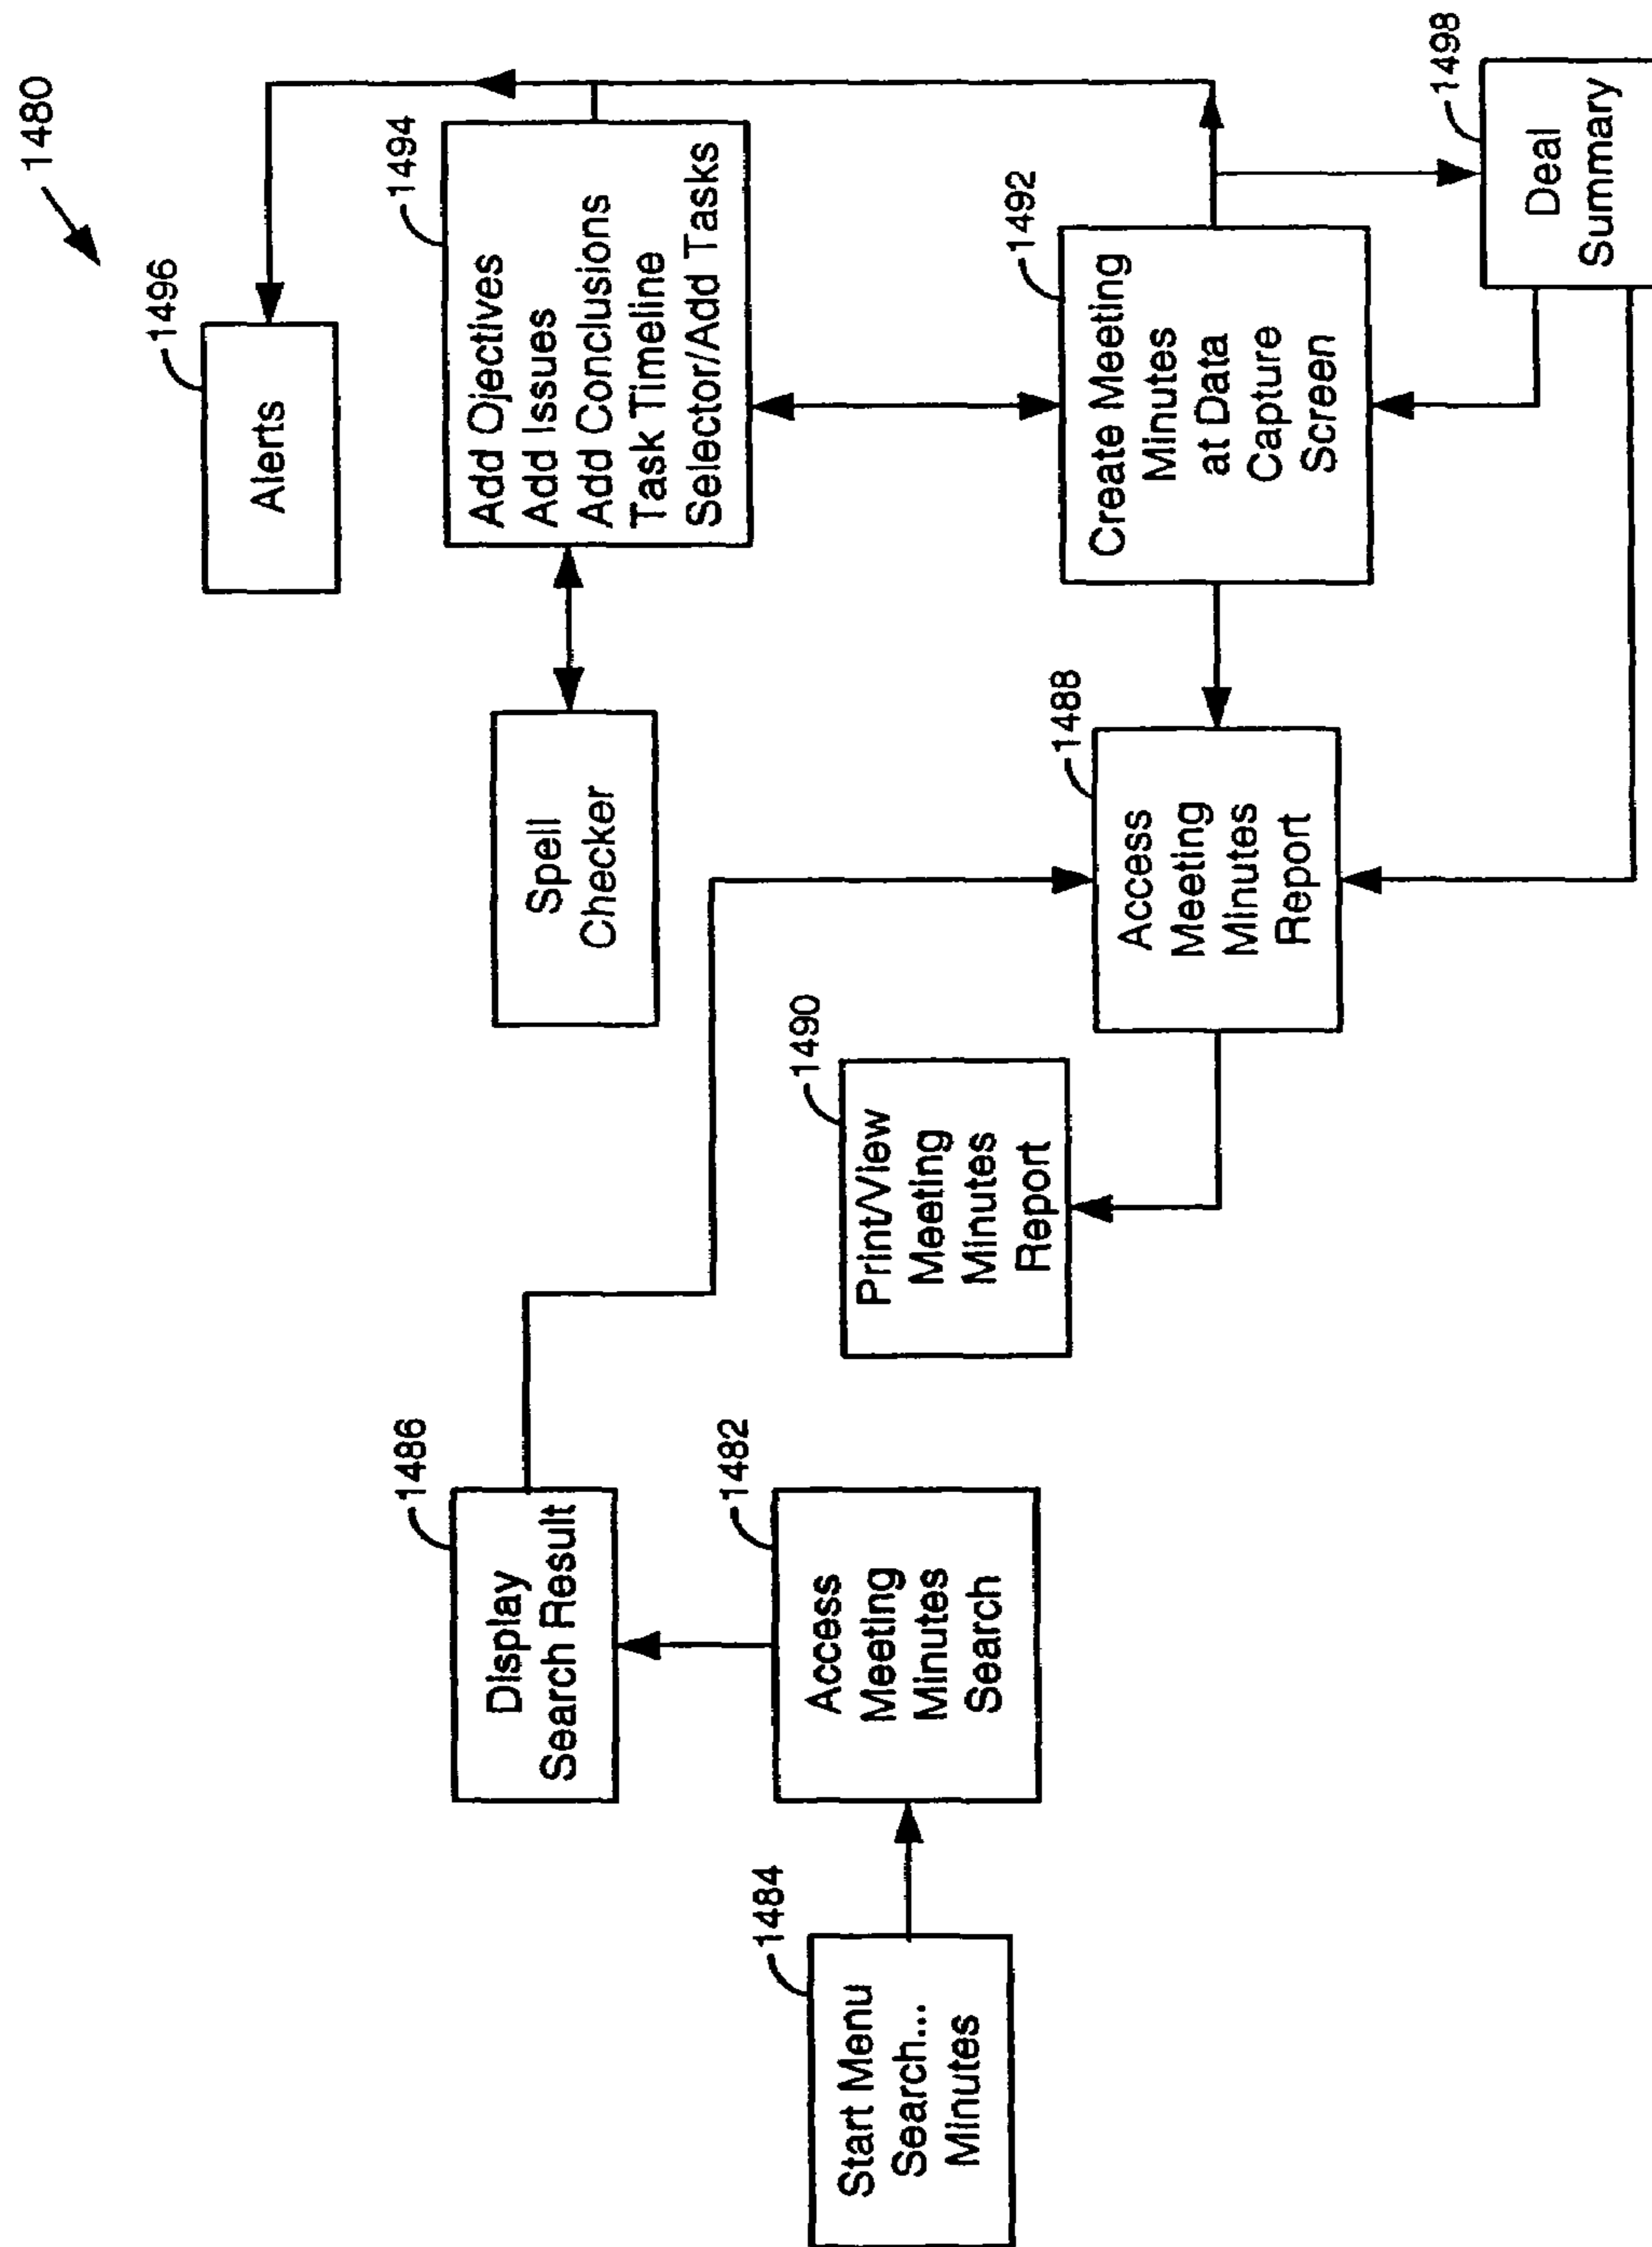 1480
1496
Alerts
1494
Add Ojectives
Add Issues
Add Conclusions
Task Timeline
Selector/Add Tasks
Spell
Checker
1486
Display
Search Result
1482
Access
Meeting
Minutes
Search
1484
Start Menu
Search...
Minutes
1490
Print/View
Meeting
Minutes
Report
1488
Access
Meeting
Minutes
Report
1492
Create Meeting
Minutes
at Data
Capture
Screen
1498
Deal
Summary